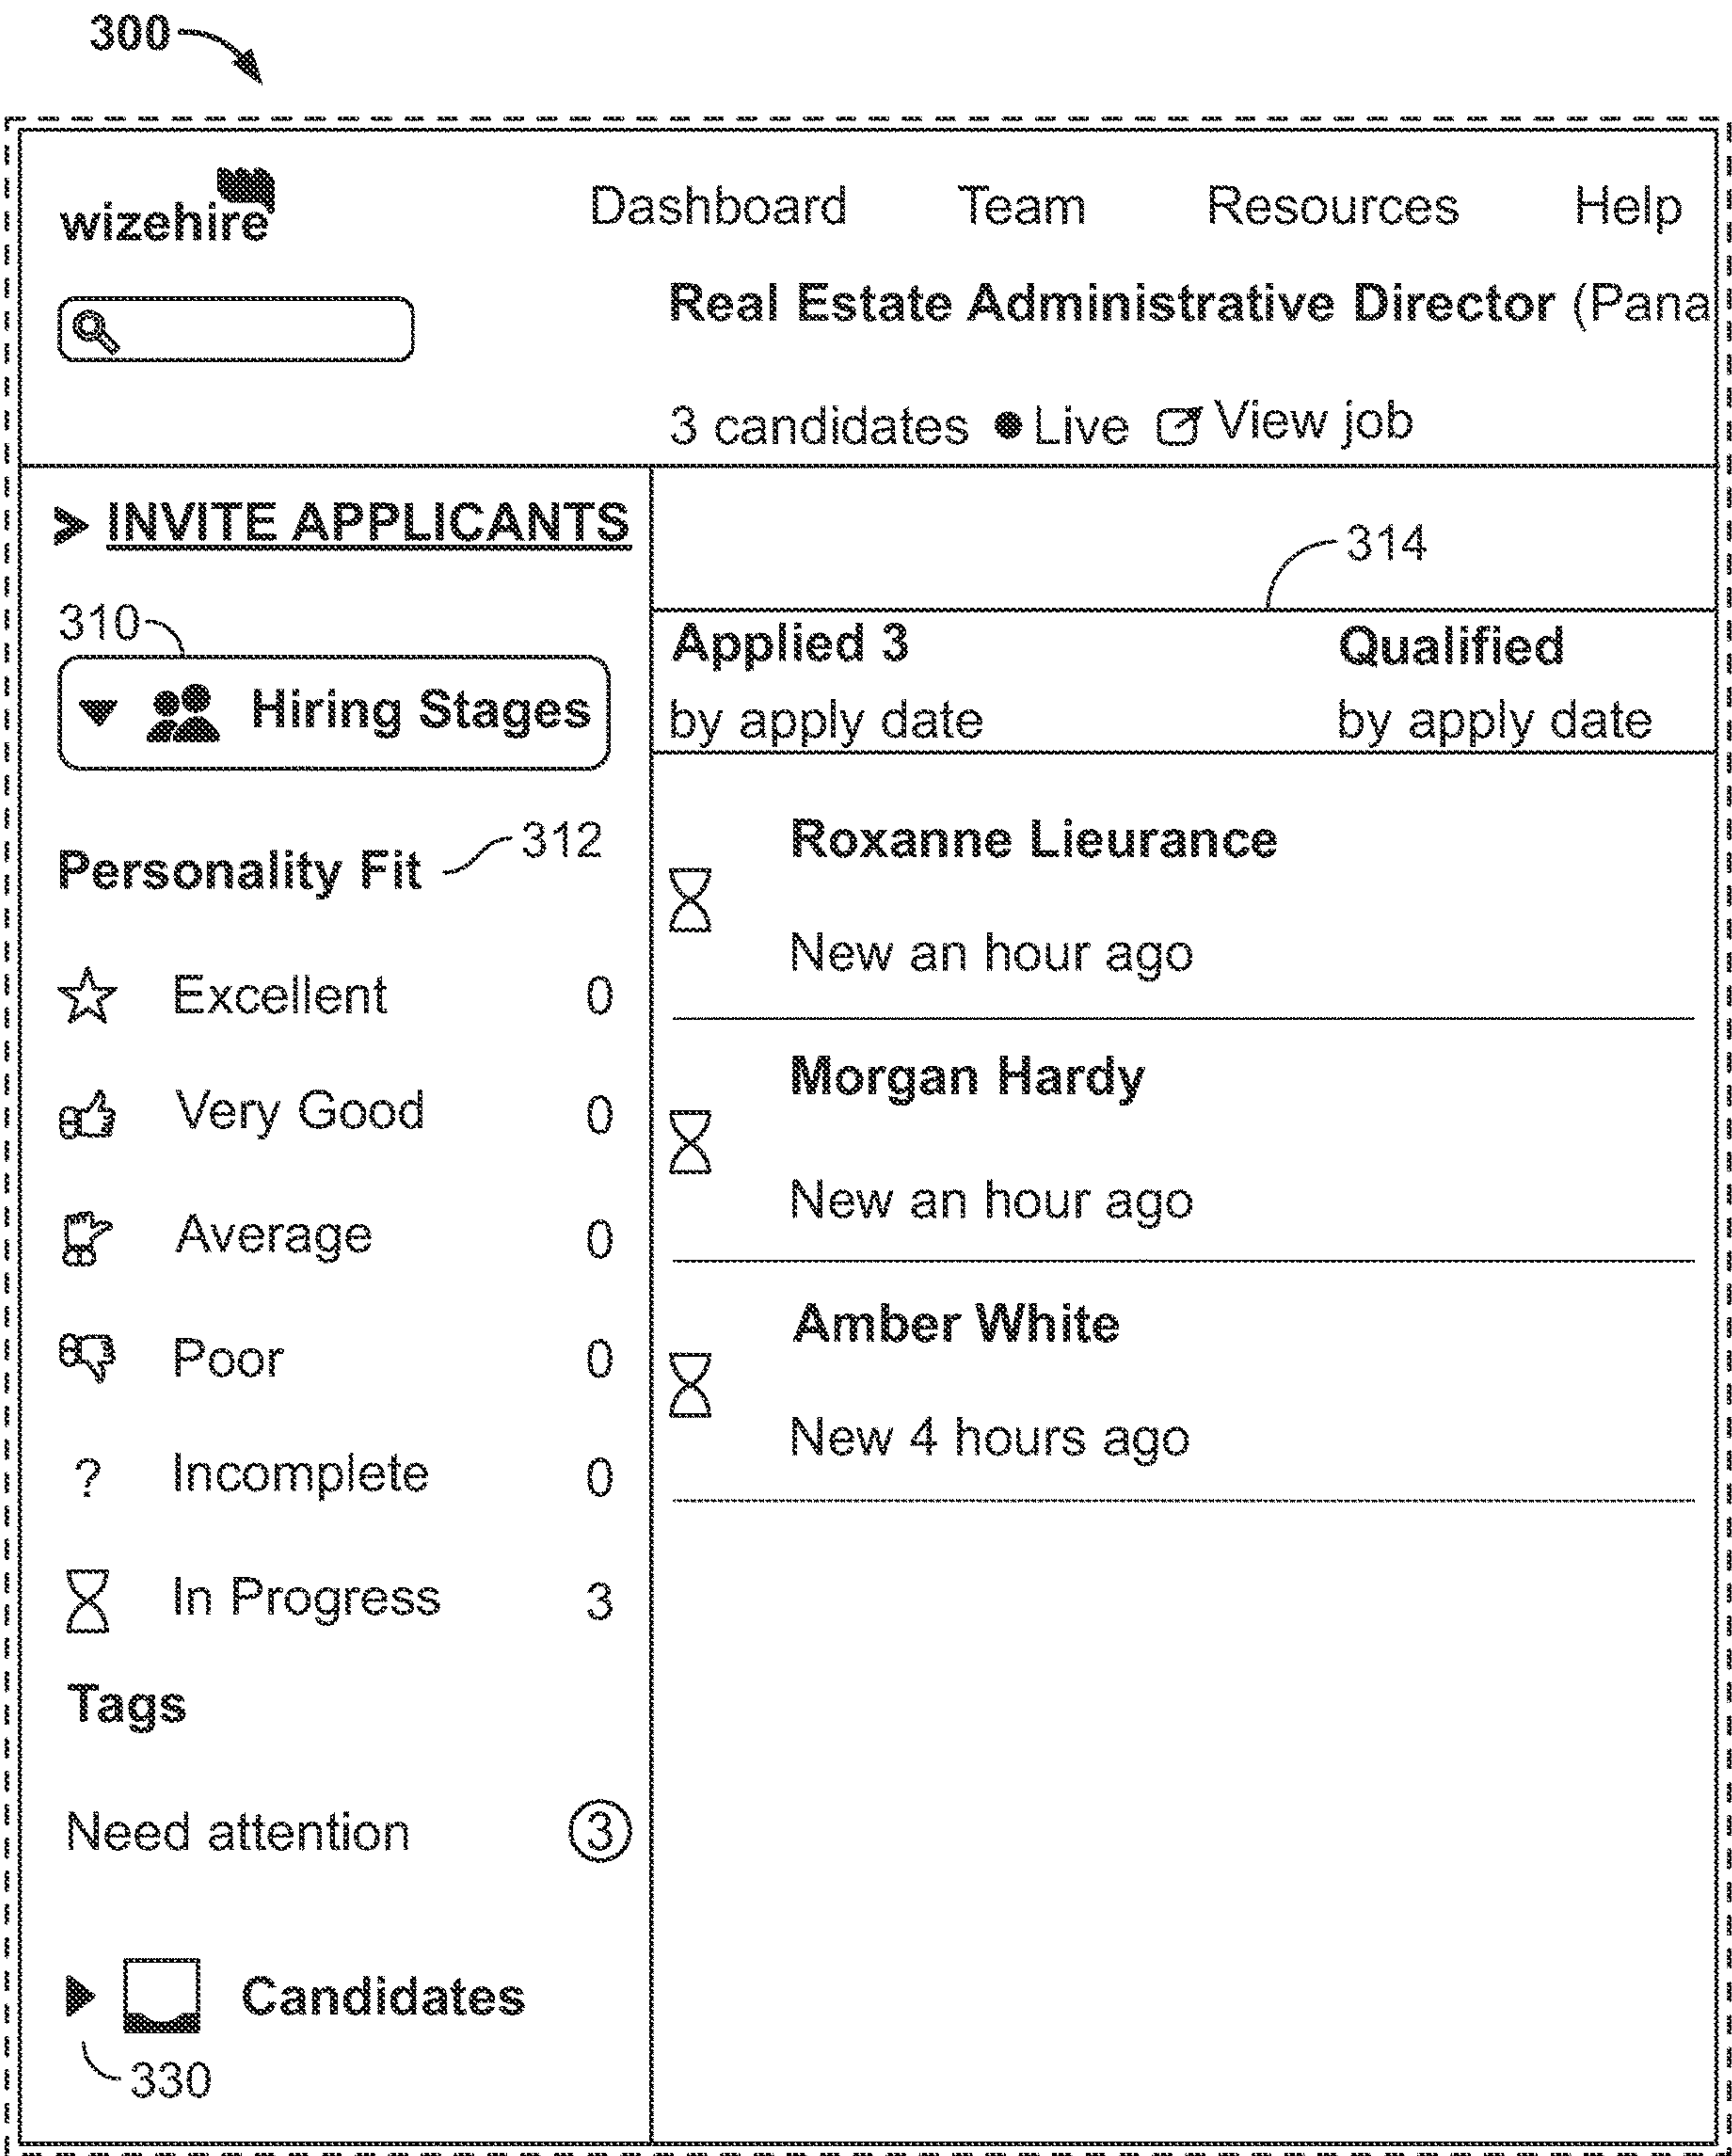 300
wizehire
Dashboard Team Resources Help
Real Estate Administrative Director (Pana
3 candidates ● Live View job
> INVITE APPLICANTS
314
310
Hiring Stages
Applied 3
by apply date
Qualified
by apply date
Personality Fit 312
Excellent 0
Very Good 0
Average 0
Poor 0
? Incomplete 0
In Progress 3
Tags
Need attention 3
Candidates
330
Roxanne Lieurance
New an hour ago
Morgan Hardy
New an hour ago
Amber White
New 4 hours ago